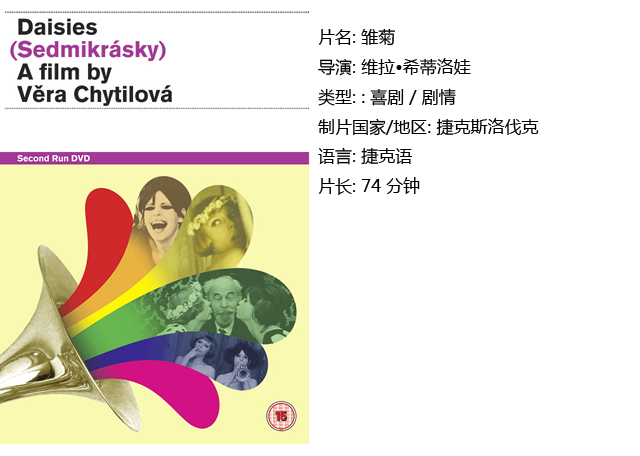 Daisies
(Sedmikrásky)
A film by
Věra Chytilová
Second Run DVD
15
片名: 雏菊
导演: 维拉•希蒂洛娃
类型: : 喜剧 / 剧情
制片国家/地区: 捷克斯洛伐克
语言: 捷克语
片长: 74 分钟